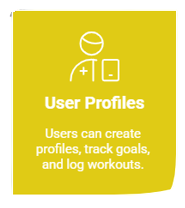 User Profiles
Users can create
profiles, track goals,
and log workouts.